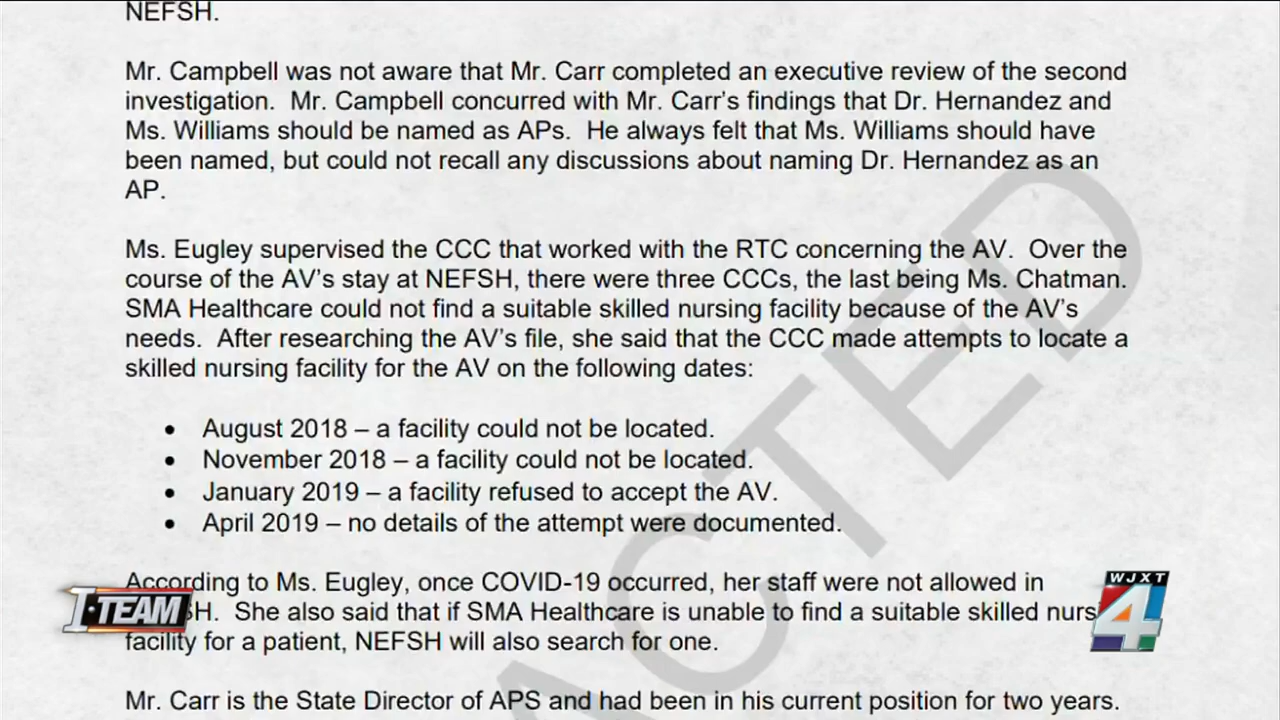 NEFSH.
Mr. Campbell was not aware that Mr. Carr completed an executive review of the second
investigation. Mr. Campbell concurred with Mr. Carr's findings that Dr. Hernandez and
Ms. Williams should be named as APs. He always felt that Ms. Williams should have
been named, but could not recall any discussions about naming Dr. Hernandez as an
AP.
Ms. Eugley supervised the CCC that worked with the RTC concerning the AV. Over the
course of the AV's stay at NEFSH, there were three CCCs, the last being Ms. Chatman.
SMA Healthcare could not find a suitable skilled nursing facility because of the AV's
needs. After researching the AV's file, she said that the CCC made attempts to locate a
skilled nursing facility for the AV on the following dates:
• August 2018 – a facility could not be located.
• November 2018 – a facility could not be located.
• January 2019 – a facility refused to accept the AV.
• April 2019 – no details of the attempt were documented.
According to Ms. Eugley, once COVID-19 occurred, her staff were not allowed in
SH. She also said that if SMA Healthcare is unable to find a suitable skilled nurs
facility for a patient, NEFSH will also search for one.
Mr. Carr is the State Director of APS and had been in his current position for two years.
ACTED
I-TEAM
WJXT
4